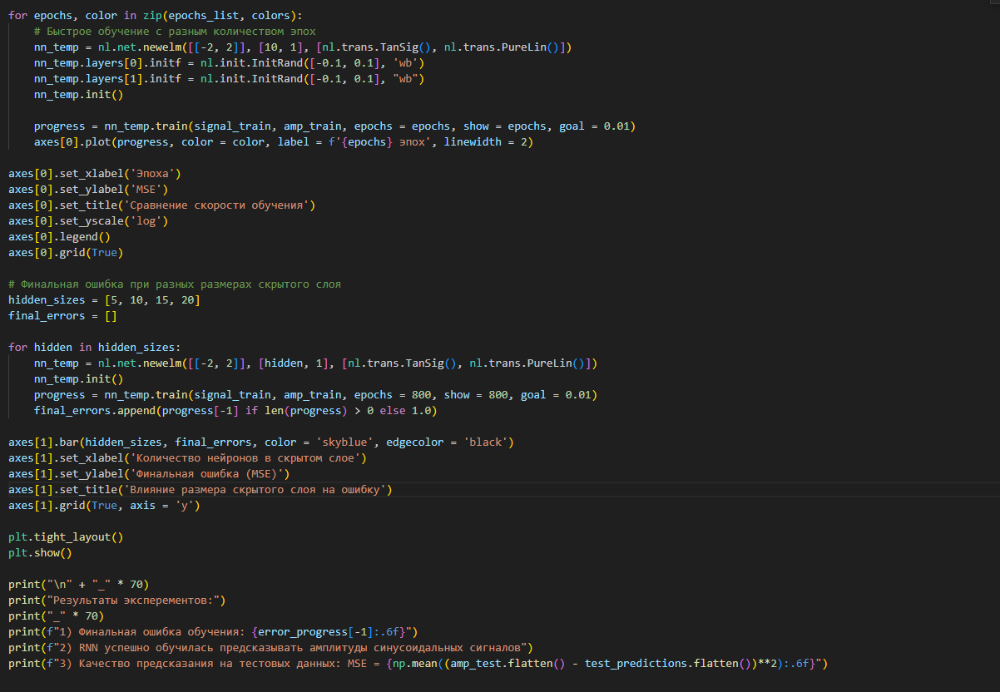 for epochs, color in zip(epochs_list, colors):
    # Быстрое обучение с разным количеством эпох
    nn_temp = nl.net.newelm([[-2, 2]], [10, 1], [nl.trans.TanSig(), nl.trans.PureLin()])
    nn_temp.layers[0].initf = nl.init.InitRand([-0.1, 0.1], 'wb')
    nn_temp.layers[1].initf = nl.init.InitRand([-0.1, 0.1], "wb")
    nn_temp.init()

    progress = nn_temp.train(signal_train, amp_train, epochs = epochs, show = epochs, goal = 0.01)
    axes[0].plot(progress, color = color, label = f'{epochs} эпох', linewidth = 2)

axes[0].set_xlabel('Эпоха')
axes[0].set_ylabel('MSE')
axes[0].set_title('Сравнение скорости обучения')
axes[0].set_yscale('log')
axes[0].legend()
axes[0].grid(True)

# Финальная ошибка при разных размерах скрытого слоя
hidden_sizes = [5, 10, 15, 20]
final_errors = []

for hidden in hidden_sizes:
    nn_temp = nl.net.newelm([[-2, 2]], [hidden, 1], [nl.trans.TanSig(), nl.trans.PureLin()])
    nn_temp.init()
    progress = nn_temp.train(signal_train, amp_train, epochs = 800, show = 800, goal = 0.01)
    final_errors.append(progress[-1] if len(progress) > 0 else 1.0)

axes[1].bar(hidden_sizes, final_errors, color = 'skyblue', edgecolor = 'black')
axes[1].set_xlabel('Количество нейронов в скрытом слое')
axes[1].set_ylabel('Финальная ошибка (MSE)')
axes[1].set_title('Влияние размера скрытого слоя на ошибку')
axes[1].grid(True, axis = 'y')

plt.tight_layout()
plt.show()

print("\n" + "_" * 70)
print("Результаты эксперементов:")
print("_" * 70)
print(f"1) Финальная ошибка обучения: {error_progress[-1]:.6f}")
print(f"2) RNN успешно обучилась предсказывать амплитуды синусоидальных сигналов")
print(f"3) Качество предсказания на тестовых данных: MSE = {np.mean((amp_test.flatten() - test_predictions.flatten())**2):.6f}")